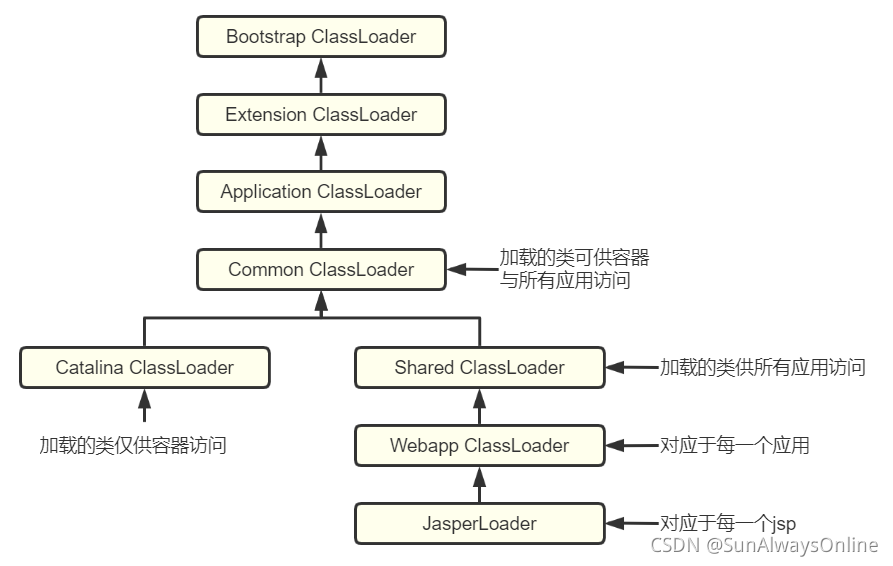 Bootstrap ClassLoader
Extension ClassLoader
Application ClassLoader
Common ClassLoader
加载的类可供容器
与所有应用访问
Catalina ClassLoader
Shared ClassLoader
加载的类供所有应用访问
加载的类仅供容器访问
Webapp ClassLoader
对应于每一个应用
JasperLoader
对应于每一个jsp
CSDN @SunAlwaysOnline